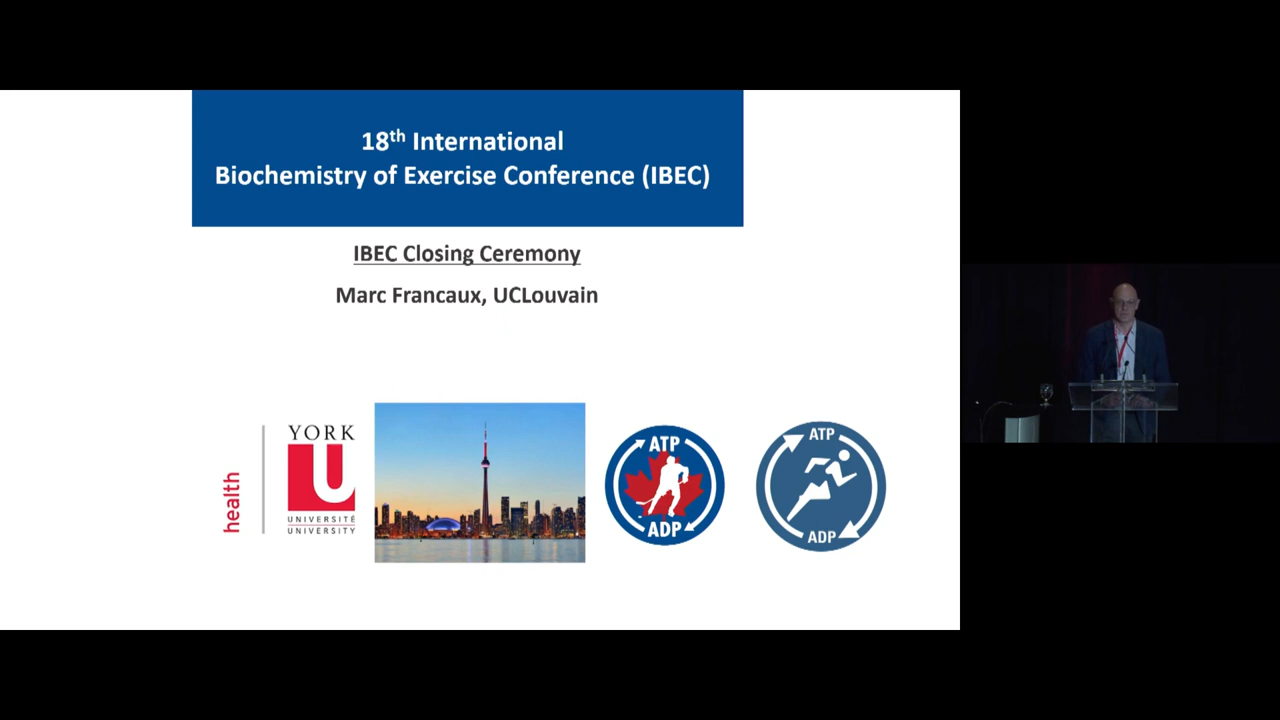 18th International
Biochemistry of Exercise Conference (IBEC)
IBEC Closing Ceremony
Marc Francaux, UCLouvain
health
YORK
U
UNIVERSITÉ
UNIVERSITY
ATP
ADP
ATP
ADP